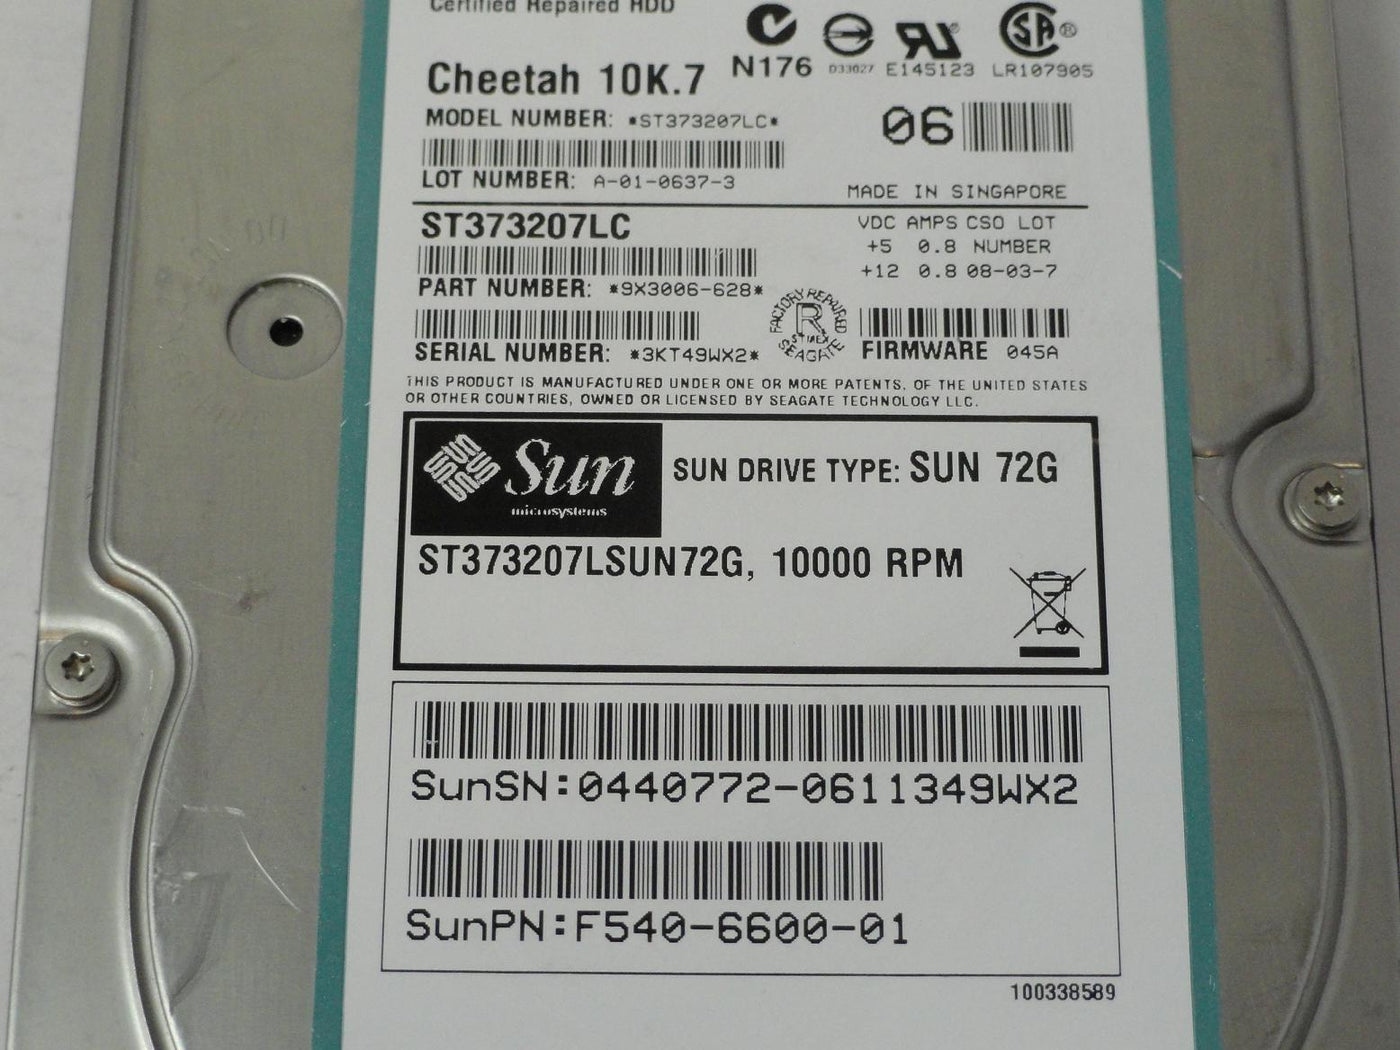 Certified Repaired HDD
Cheetah 10K.7
N176 D33027 E145123 LR107905
MODEL NUMBER: *ST373207LC*
06
LOT NUMBER: A-01-0637-3
MADE IN SINGAPORE
ST373207LC
VDC AMPS CSO LOT
+5 0.8 NUMBER
+12 0.8 08-03-7
PART NUMBER: *9X3006-628*
FACTORY REPAIRED
R
SEAGATE
SERIAL NUMBER: *3KT49WX2*
FIRMWARE 045A
THIS PRODUCT IS MANUFACTURED UNDER ONE OR MORE PATENTS, OF THE UNITED STATES
OR OTHER COUNTRIES, OWNED OR LICENSED BY SEAGATE TECHNOLOGY LLC.
Sun
microsystems
SUN DRIVE TYPE: SUN 72G
ST373207LSUN72G, 10000 RPM
SunSN:0440772-0611349WX2
SunPN:F540-6600-01
100338589